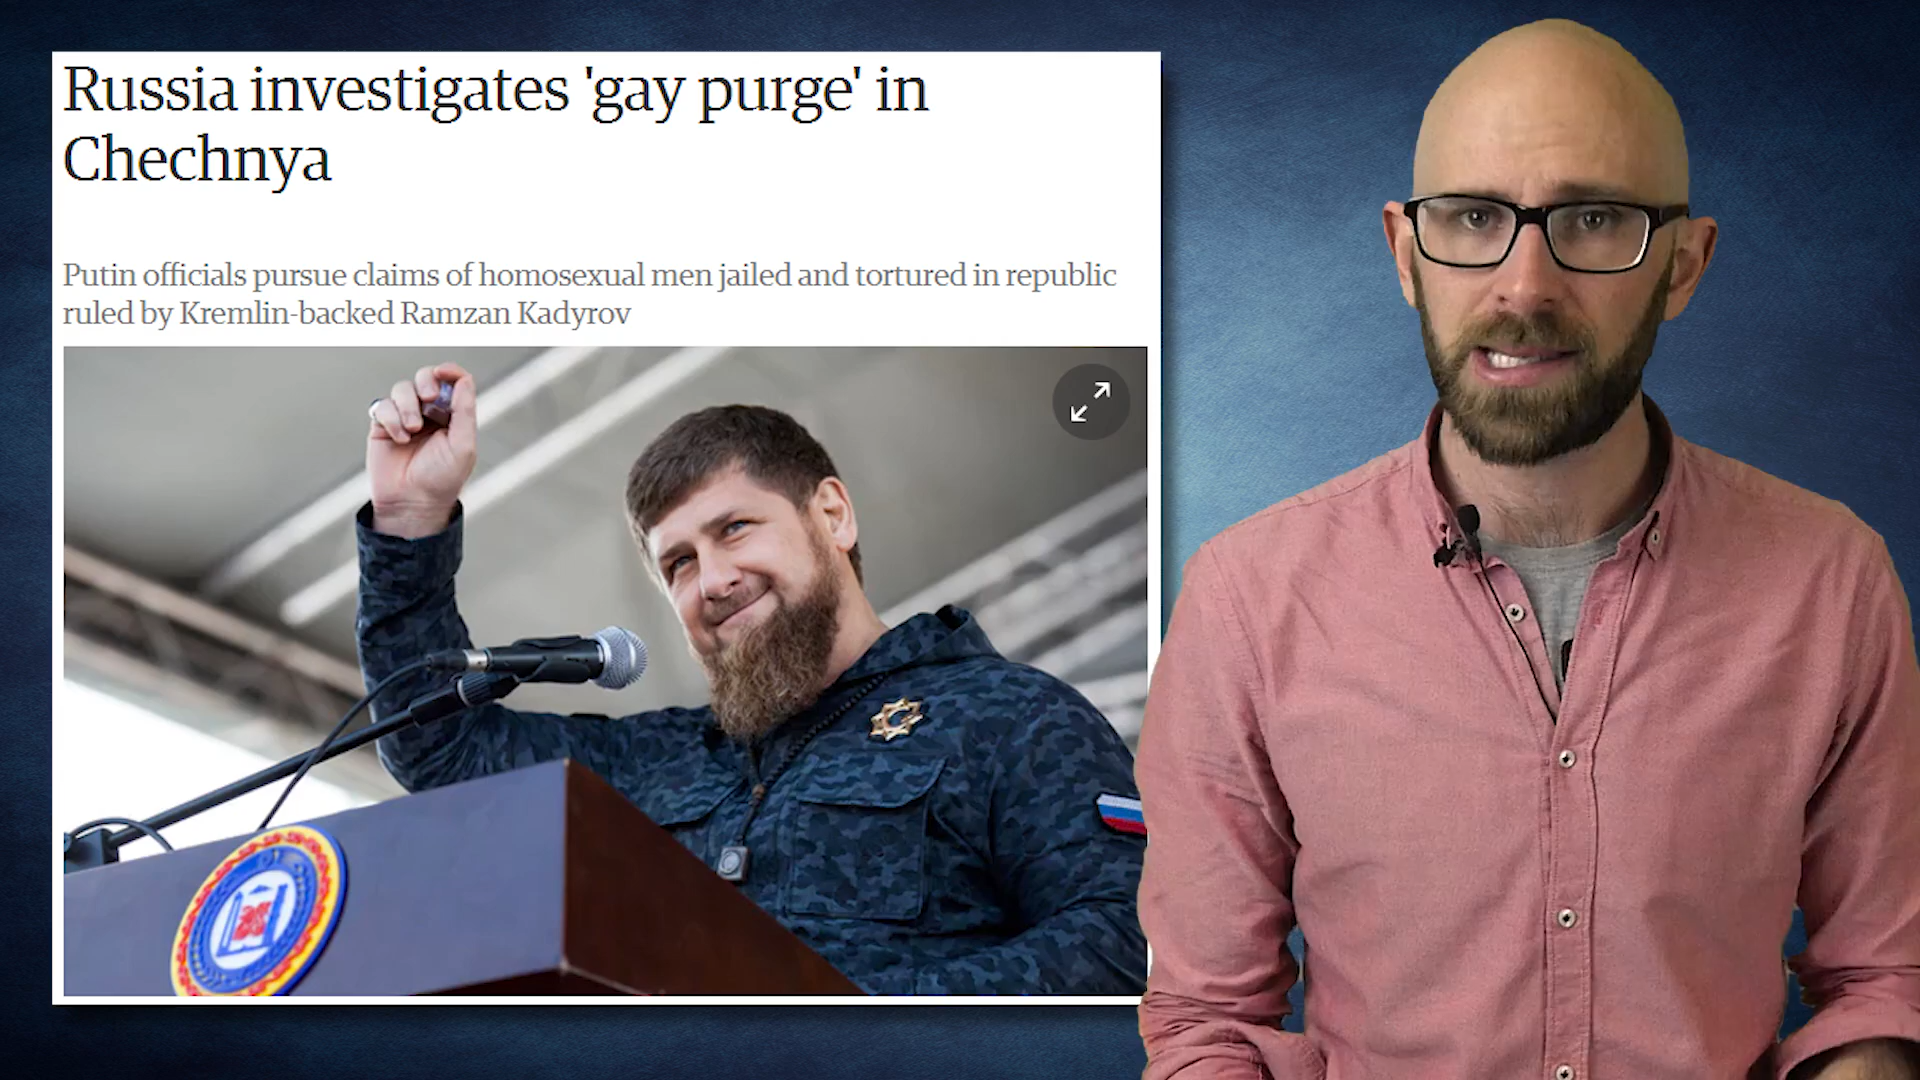 Russia investigates 'gay purge' in
Chechnya
Putin officials pursue claims of homosexual men jailed and tortured in republic
ruled by Kremlin-backed Ramzan Kadyrov